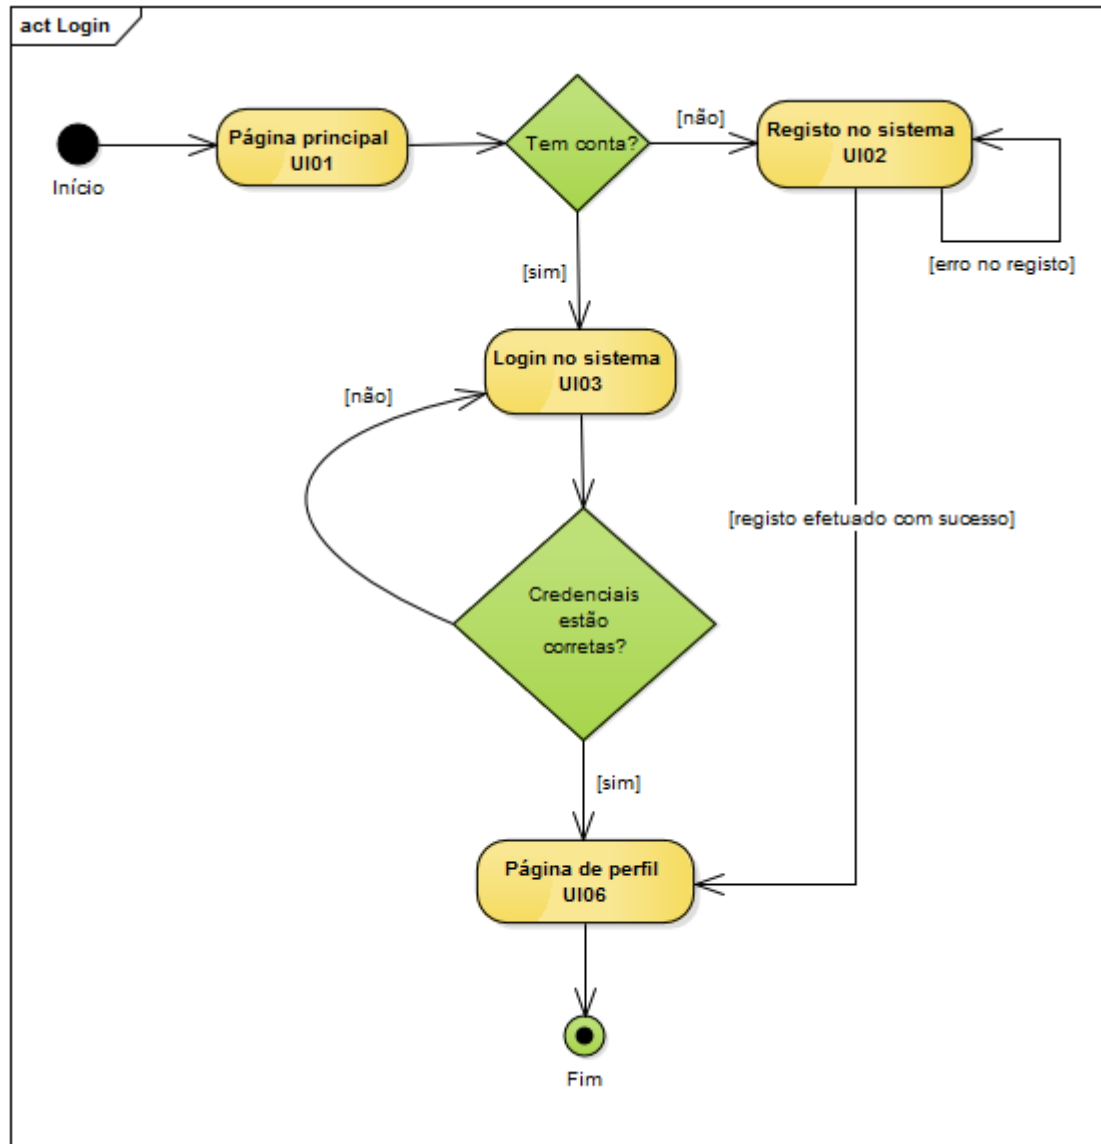 act Login
Início
Página principal
UI01
Tem conta?
[não]
Registo no sistema
UI02
[erro no registo]
[sim]
Login no sistema
UI03
[não]
[registo efetuado com sucesso]
Credenciais
estão
corretas?
[sim]
Página de perfil
UI06
Fim